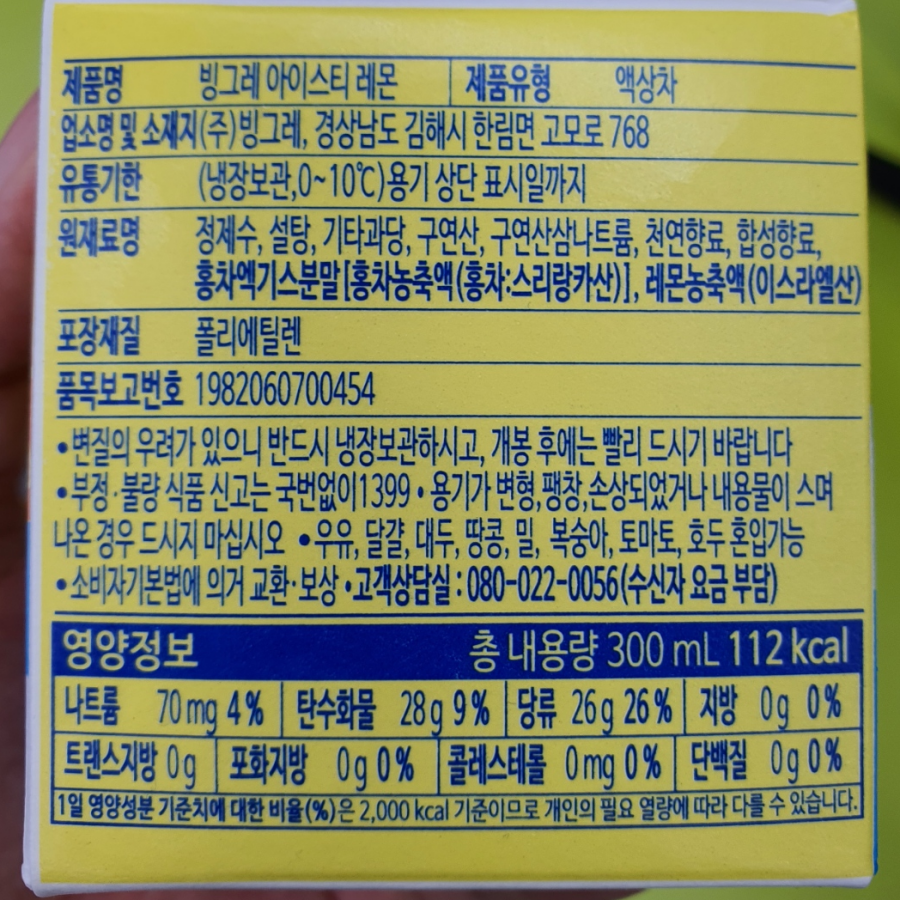 제품명 빙그레 아이스티 레몬 제품유형 액상차
업소명 및 소재지 (주)빙그레, 경상남도 김해시 한림면 고모로 768
유통기한 (냉장보관,0~10℃)용기 상단 표시일까지
원재료명 정제수, 설탕, 기타과당, 구연산, 구연산삼나트륨, 천연향료, 합성향료,
홍차엑기스분말 [홍차농축액(홍차:스리랑카산)], 레몬농축액(이스라엘산)
포장재질 폴리에틸렌
품목보고번호 1982060700454
•변질의 우려가 있으니 반드시 냉장보관하시고, 개봉 후에는 빨리 드시기 바랍니다
•부정·불량 식품 신고는 국번없이1399 •용기가 변형,팽창,손상되었거나 내용물이 스며
나온 경우 드시지 마십시오 •우유, 달걀, 대두, 땅콩, 밀, 복숭아, 토마토, 호두 혼입가능
•소비자기본법에 의거 교환·보상 •고객상담실 : 080-022-0056(수신자 요금 부담)
영양정보 총 내용량 300 mL 112 kcal
나트륨 70 mg 4 % 탄수화물 28 g 9 % 당류 26 g 26 % 지방 0 g 0 %
트랜스지방 0 g 포화지방 0 g 0 % 콜레스테롤 0 mg 0 % 단백질 0 g 0 %
1일 영양성분 기준치에 대한 비율(%)은 2,000 kcal 기준이므로 개인의 필요 열량에 따라 다를 수 있습니다.